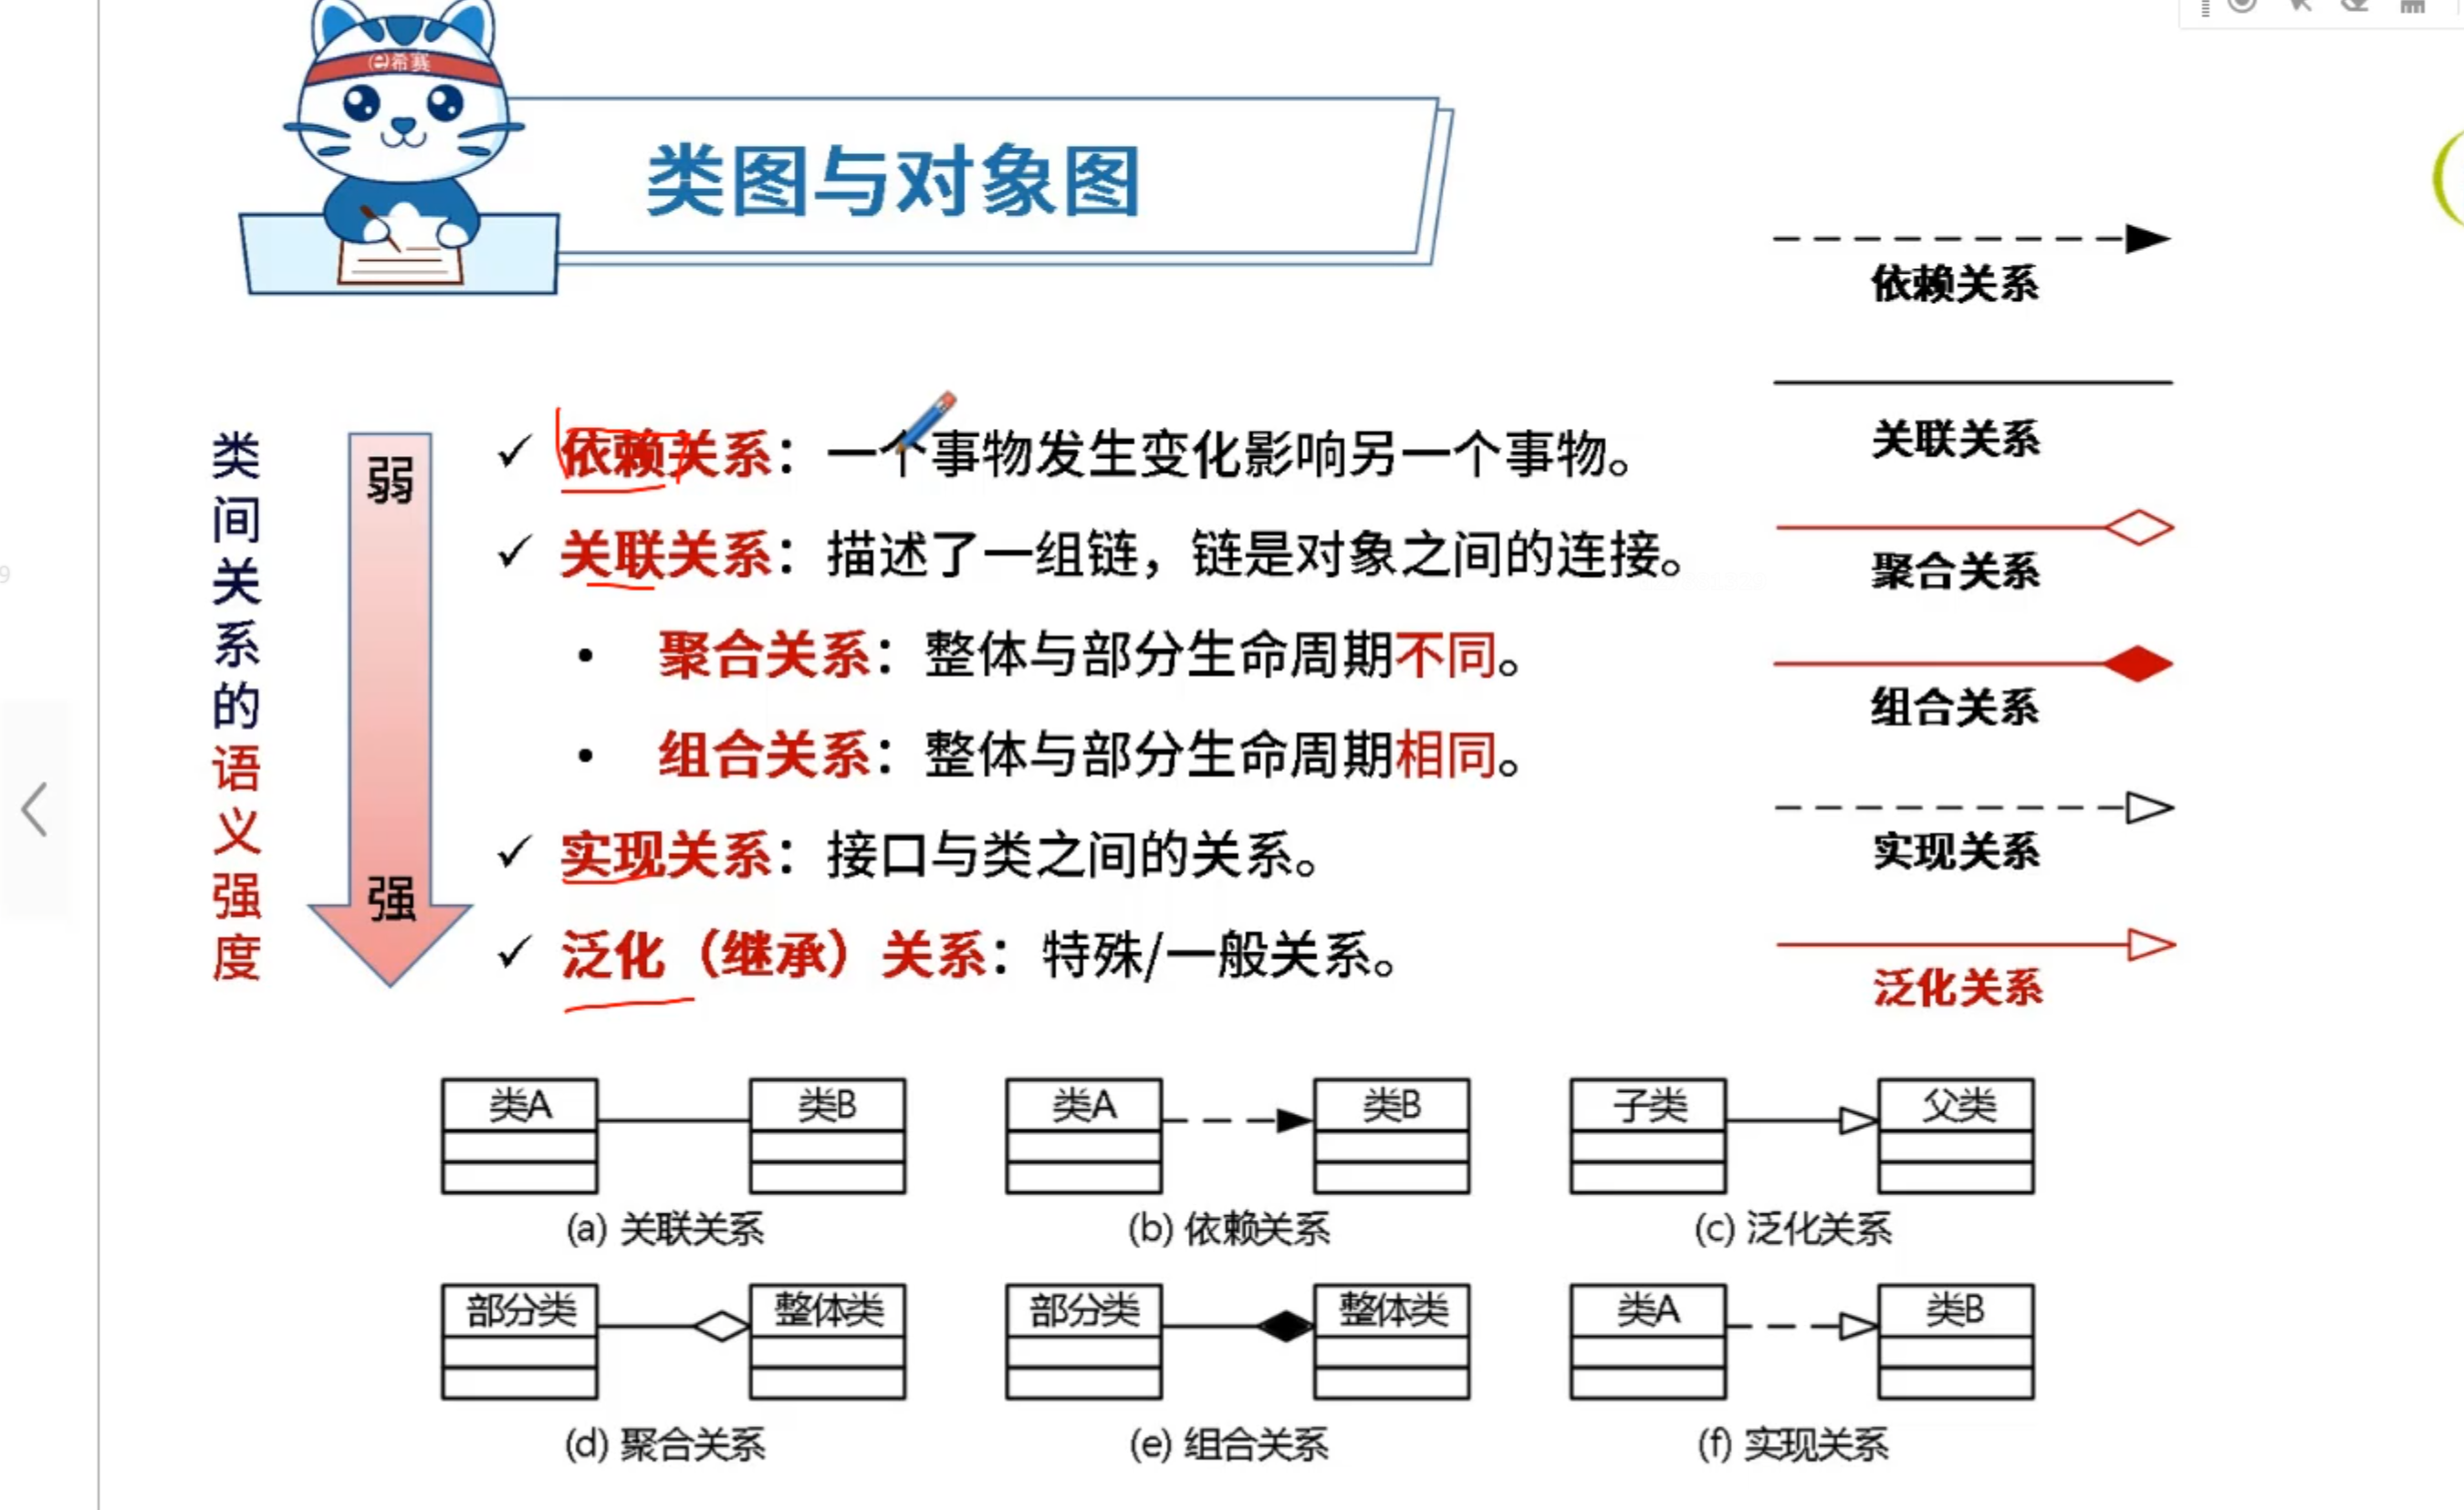 希赛
类图与对象图
依赖关系
关联关系
聚合关系
组合关系
实现关系
泛化关系
类间关系的语义强度
弱
强
✓ 依赖关系：一个事物发生变化影响另一个事物。
✓ 关联关系：描述了一组链，链是对象之间的连接。
• 聚合关系：整体与部分生命周期不同。
• 组合关系：整体与部分生命周期相同。
✓ 实现关系：接口与类之间的关系。
✓ 泛化（继承）关系：特殊/一般关系。
类A 类B
(a) 关联关系
类A 类B
(b) 依赖关系
子类 父类
(c) 泛化关系
部分类 整体类
(d) 聚合关系
部分类 整体类
(e) 组合关系
类A 类B
(f) 实现关系